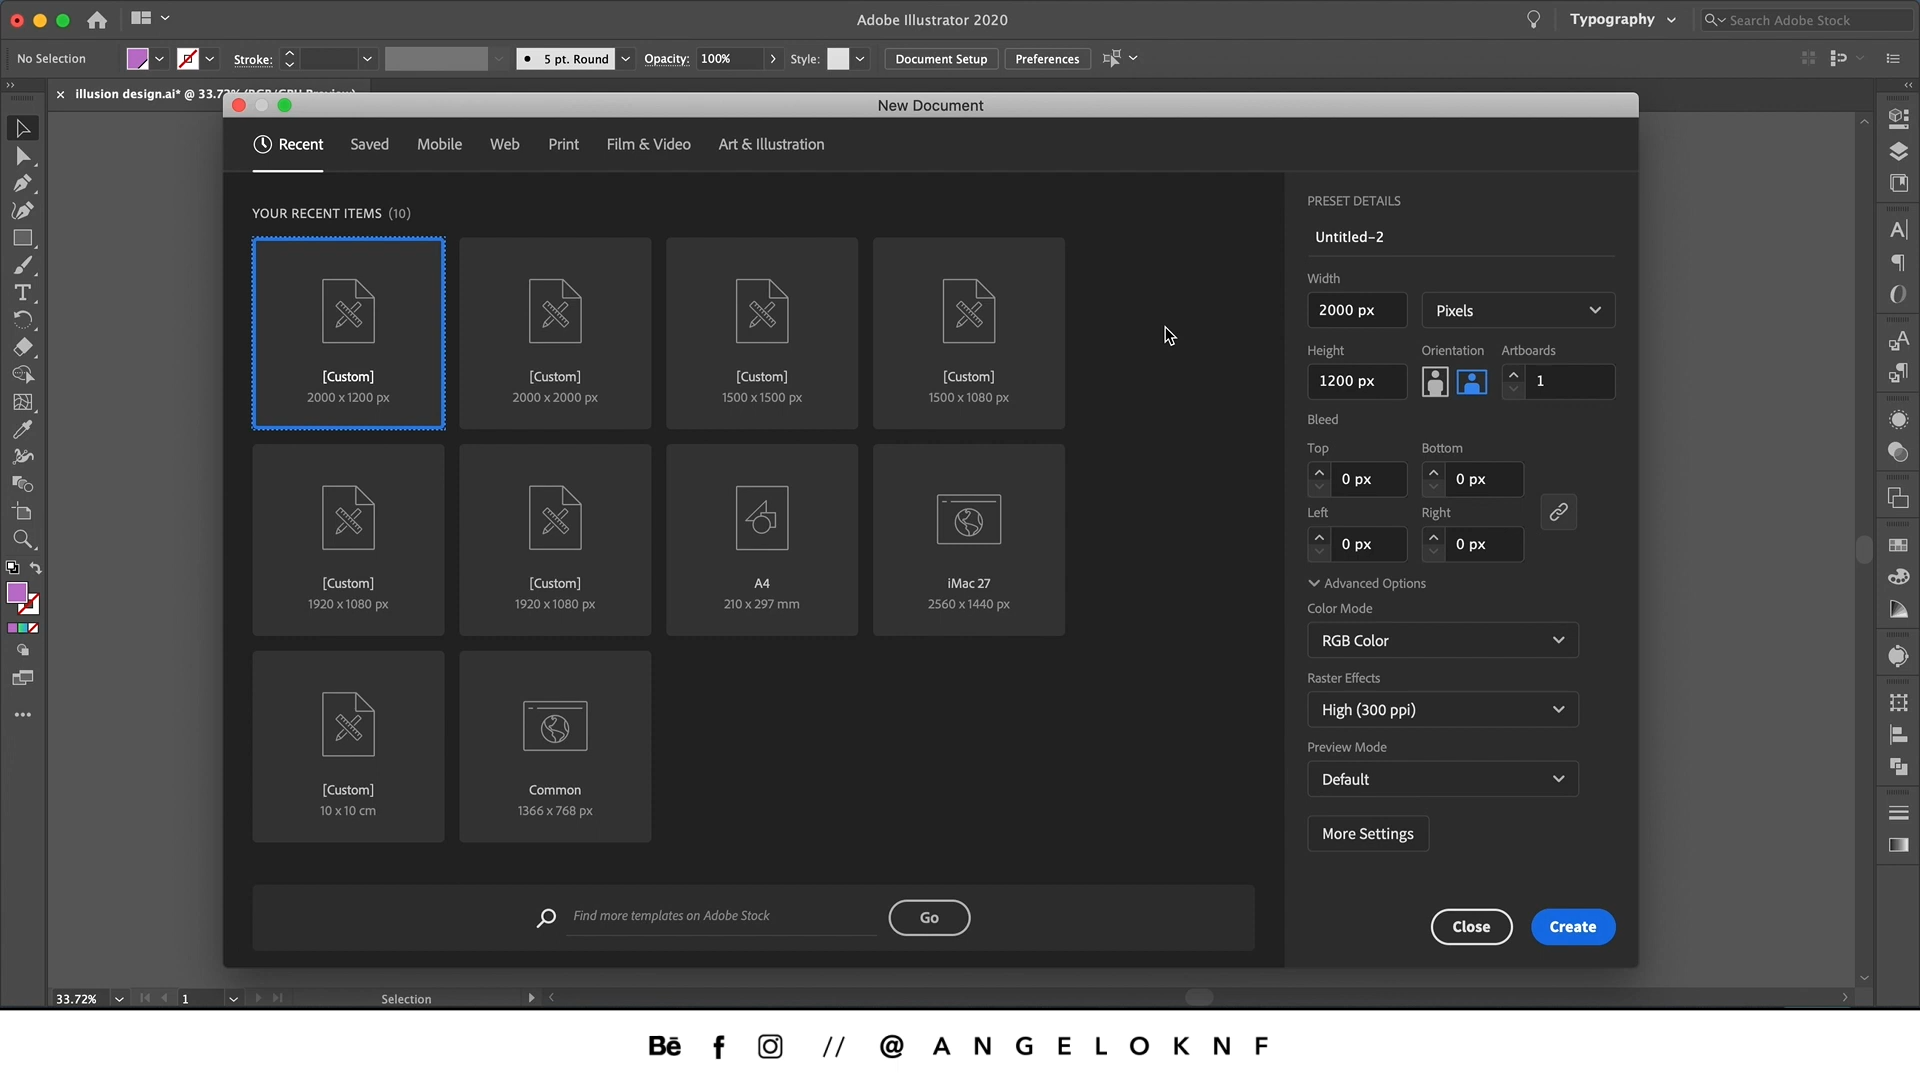 Adobe Illustrator 2020
Typography
Search Adobe Stock
No Selection
Stroke:
5 pt. Round
Opacity: 100%
Style:
Document Setup
Preferences
illusion design.ai* @ 33.72% (RGB/GPU Preview)
New Document
Recent
Saved
Mobile
Web
Print
Film & Video
Art & Illustration
YOUR RECENT ITEMS (10)
[Custom]
2000 x 1200 px
[Custom]
2000 x 2000 px
[Custom]
1500 x 1500 px
[Custom]
1500 x 1080 px
[Custom]
1920 x 1080 px
[Custom]
1920 x 1080 px
A4
210 x 297 mm
iMac 27
2560 x 1440 px
[Custom]
10 x 10 cm
Common
1366 x 768 px
Find more templates on Adobe Stock
Go
PRESET DETAILS
Untitled-2
Width
2000 px
Pixels
Height
Orientation
Artboards
1200 px
1
Bleed
Top
Bottom
0 px
0 px
Left
Right
0 px
0 px
Advanced Options
Color Mode
RGB Color
Raster Effects
High (300 ppi)
Preview Mode
Default
More Settings
Close
Create
33.72%
1
Selection
Bē f // @ANGELOKNF